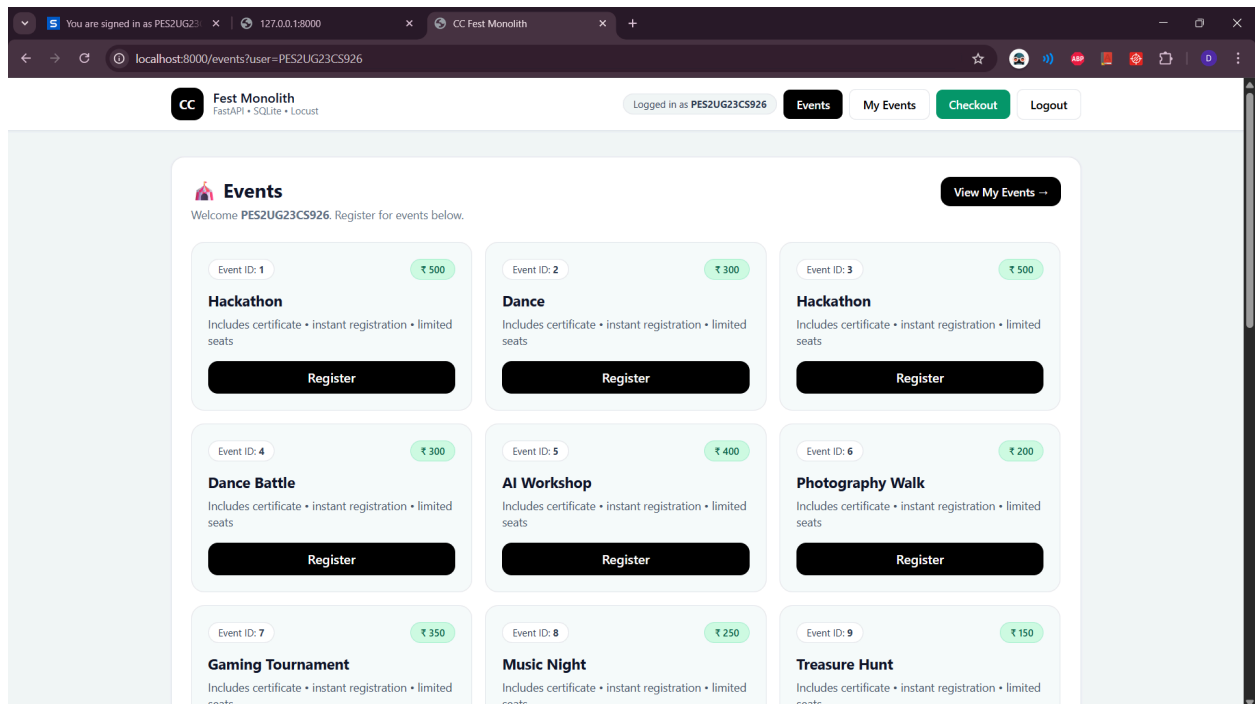 You are signed in as PES2UG23
127.0.0.1:8000
CC Fest Monolith
localhost:8000/events?user=PES2UG23CS926
ABP
D
CC
Fest Monolith
FastAPI • SQLite • Locust
Logged in as PES2UG23CS926
Events
My Events
Checkout
Logout
Events
View My Events →
Welcome PES2UG23CS926. Register for events below.
Event ID: 1
₹ 500
Hackathon
Includes certificate • instant registration • limited
seats
Register
Event ID: 2
₹ 300
Dance
Includes certificate • instant registration • limited
seats
Register
Event ID: 3
₹ 500
Hackathon
Includes certificate • instant registration • limited
seats
Register
Event ID: 4
₹ 300
Dance Battle
Includes certificate • instant registration • limited
seats
Register
Event ID: 5
₹ 400
AI Workshop
Includes certificate • instant registration • limited
seats
Register
Event ID: 6
₹ 200
Photography Walk
Includes certificate • instant registration • limited
seats
Register
Event ID: 7
₹ 350
Gaming Tournament
Includes certificate • instant registration • limited
seats
Event ID: 8
₹ 250
Music Night
Includes certificate • instant registration • limited
seats
Event ID: 9
₹ 150
Treasure Hunt
Includes certificate • instant registration • limited
seats